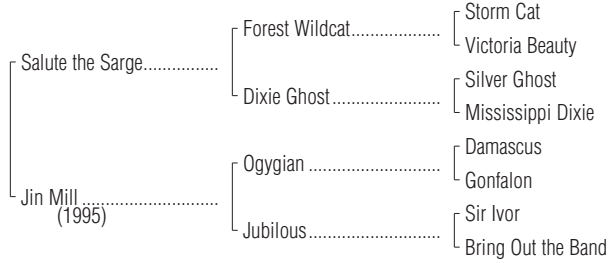 Storm Cat
Forest Wildcat....................
Victoria Beauty
Salute the Sarge................
Silver Ghost
Dixie Ghost........................
Mississippi Dixie
Damascus
Ogygian .............................
Gonfalon
Jin Mill .............................
(1995)
Sir Ivor
Jubilous.............................
Bring Out the Band